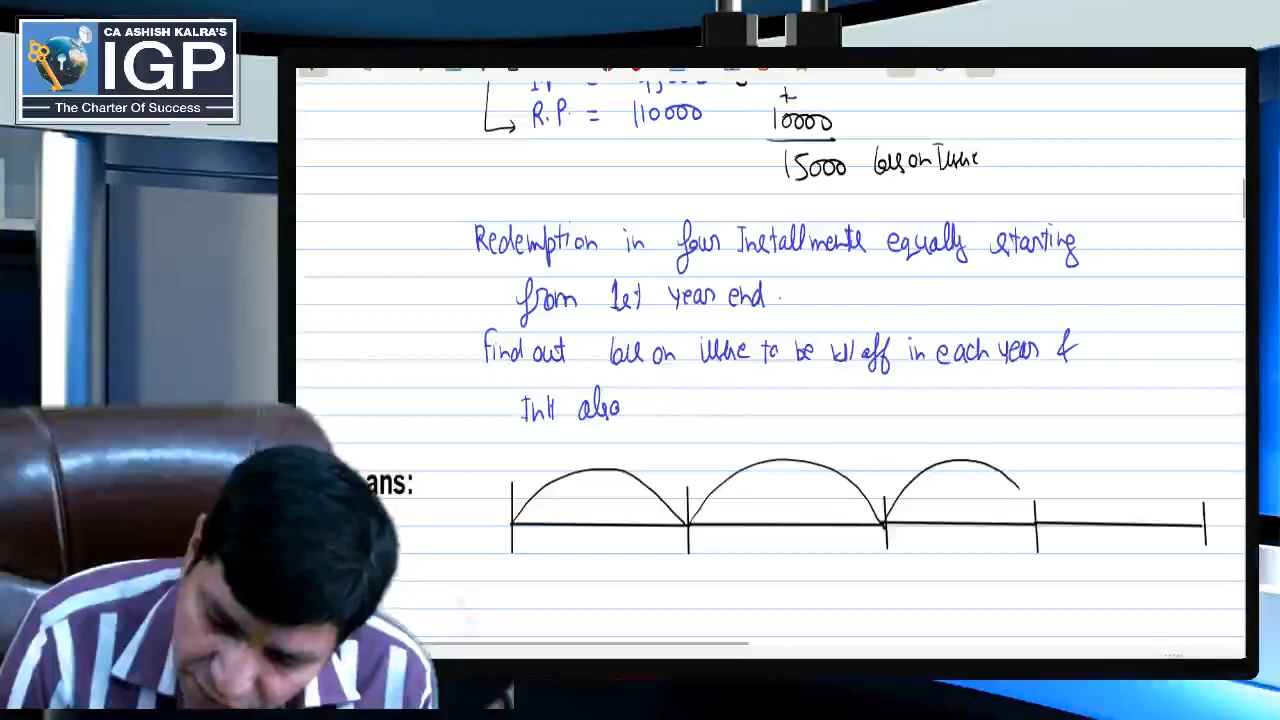 CA ASHISH KALRA'S
IGP
The Charter Of Success
R.P. = 110000
+
10000
15000 loss on Issue
Redemption in four Installments equally starting
from 1st year end.
Find out loss on issue to be w/off in each year &
Intt also
ans: